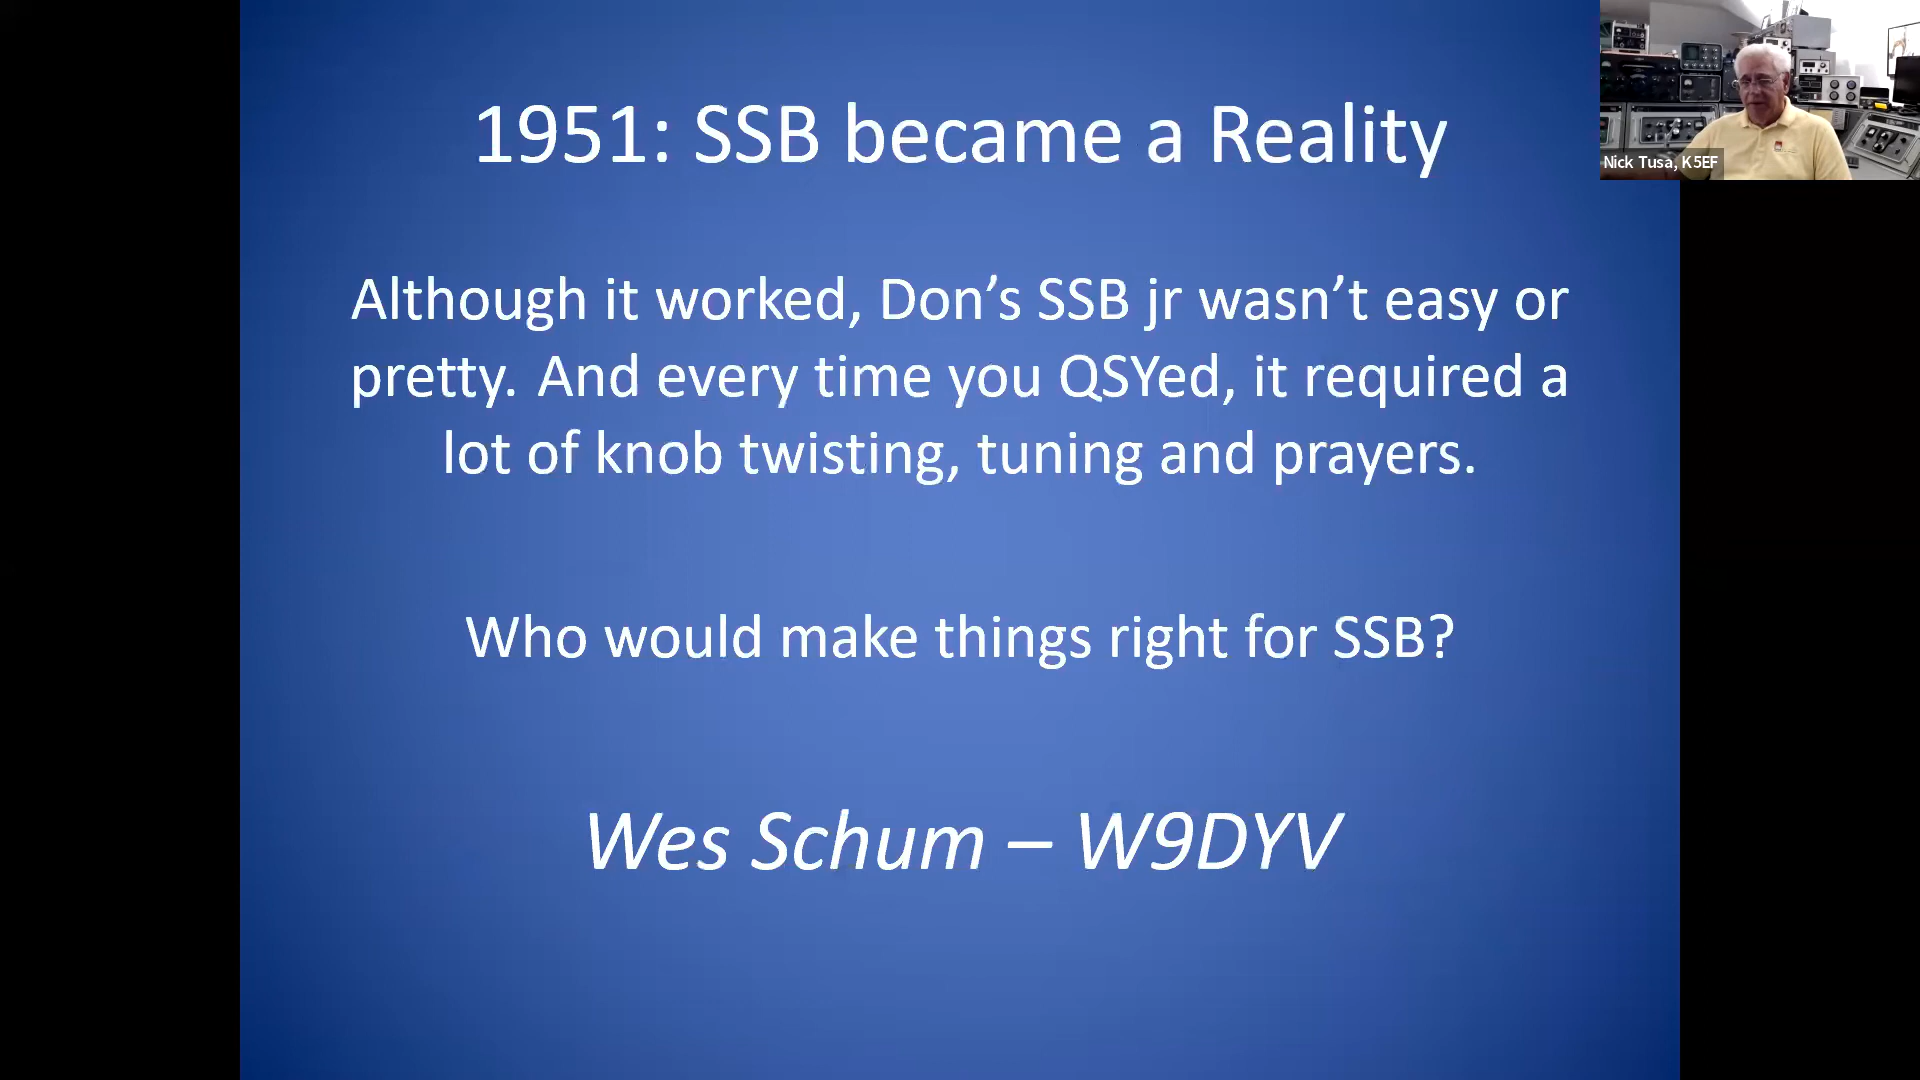 1951: SSB became a Reality
Although it worked, Don’s SSB jr wasn’t easy or
pretty. And every time you QSYed, it required a
lot of knob twisting, tuning and prayers.
Who would make things right for SSB?
Wes Schum – W9DYV
Nick Tusa, K5EF